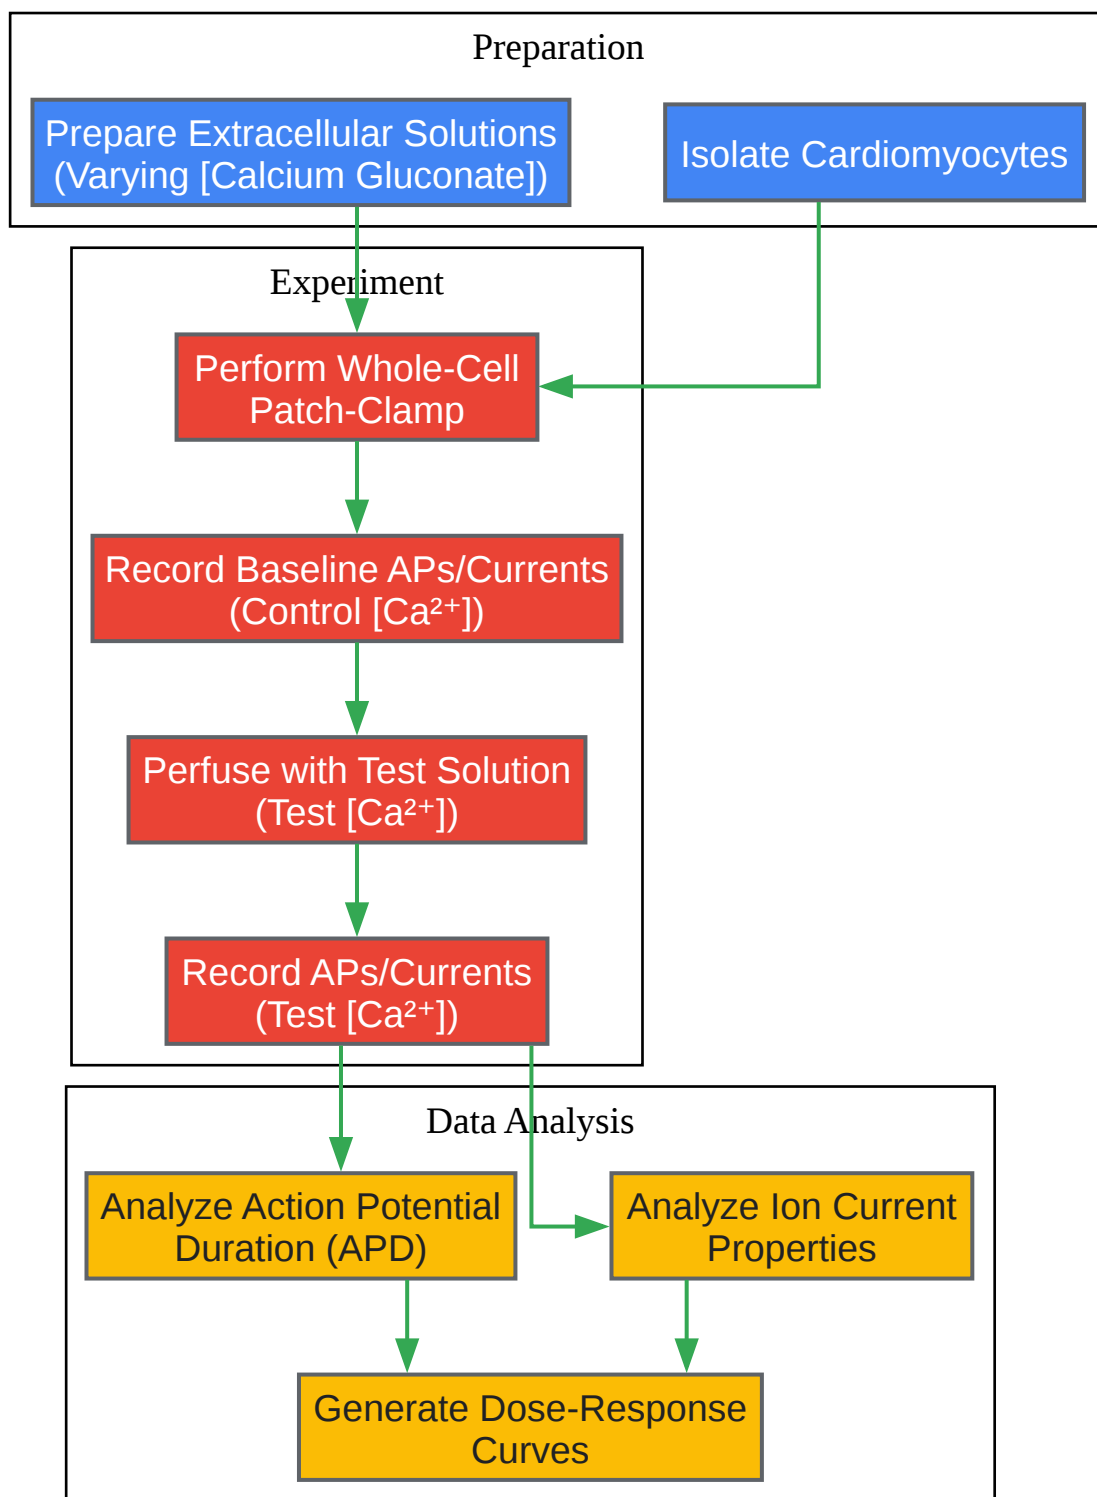 Preparation
Prepare Extracellular Solutions
(Varying [Calcium Gluconate])
Isolate Cardiomyocytes
Experiment
Perform Whole-Cell
Patch-Clamp
Record Baseline APs/Currents
(Control [Ca²⁺])
Perfuse with Test Solution
(Test [Ca²⁺])
Record APs/Currents
(Test [Ca²⁺])
Data Analysis
Analyze Action Potential
Duration (APD)
Analyze Ion Current
Properties
Generate Dose-Response
Curves